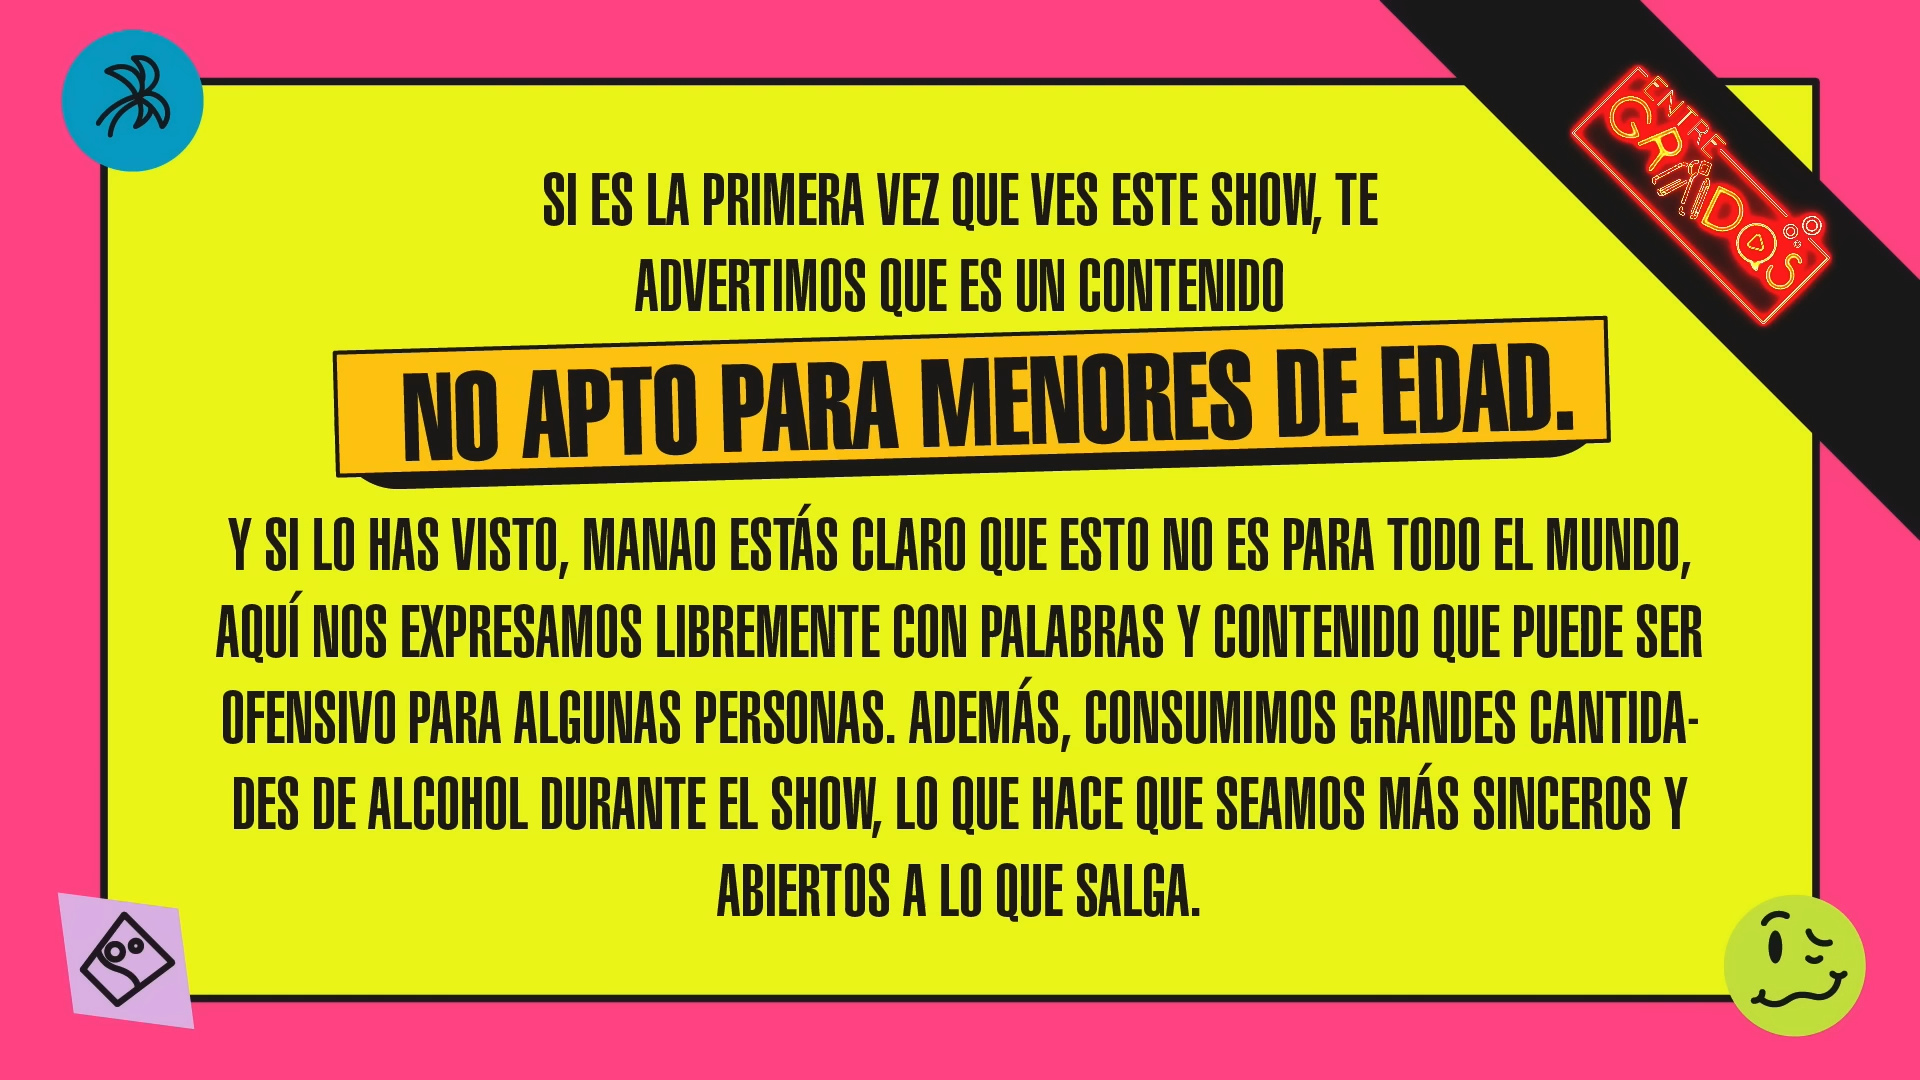 ENTRE
GRADOS
SI ES LA PRIMERA VEZ QUE VES ESTE SHOW, TE
ADVERTIMOS QUE ES UN CONTENIDO
NO APTO PARA MENORES DE EDAD.
Y SI LO HAS VISTO, MANAO ESTÁS CLARO QUE ESTO NO ES PARA TODO EL MUNDO,
AQUÍ NOS EXPRESAMOS LIBREMENTE CON PALABRAS Y CONTENIDO QUE PUEDE SER
OFENSIVO PARA ALGUNAS PERSONAS. ADEMÁS, CONSUMIMOS GRANDES CANTIDA-
DES DE ALCOHOL DURANTE EL SHOW, LO QUE HACE QUE SEAMOS MÁS SINCEROS Y
ABIERTOS A LO QUE SALGA.